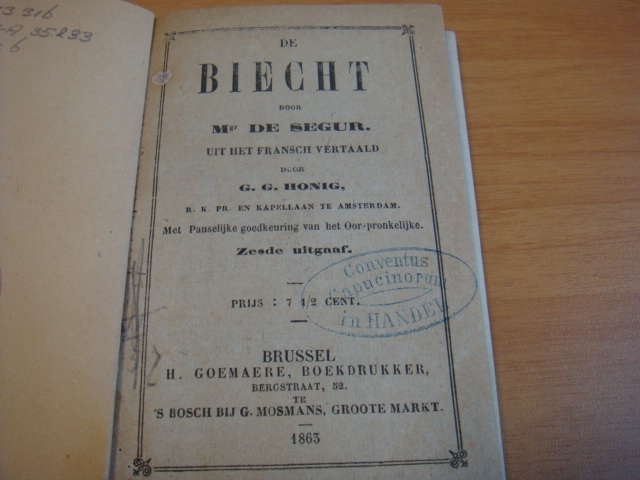 35233
6
DE
BIECHT
DOOR
Mgr DE SEGUR.
UIT HET FRANSCH VERTAALD
DOOR
G. G. HONIG,
R. K. PR. EN KAPELLAAN TE AMSTERDAM.
Met Pauselijke goedkeuring van het Oor-pronkelijke.
Zesde uitgaaf.
PRIJS : 7 1/2 CENT.
Conventus
Capucinorum
in HANDEL
BRUSSEL
H. GOEMAERE, BOEKDRUKKER,
BERGSTRAAT, 52.
TE
'S BOSCH BIJ G. MOSMANS, GROOTE MARKT.
1863